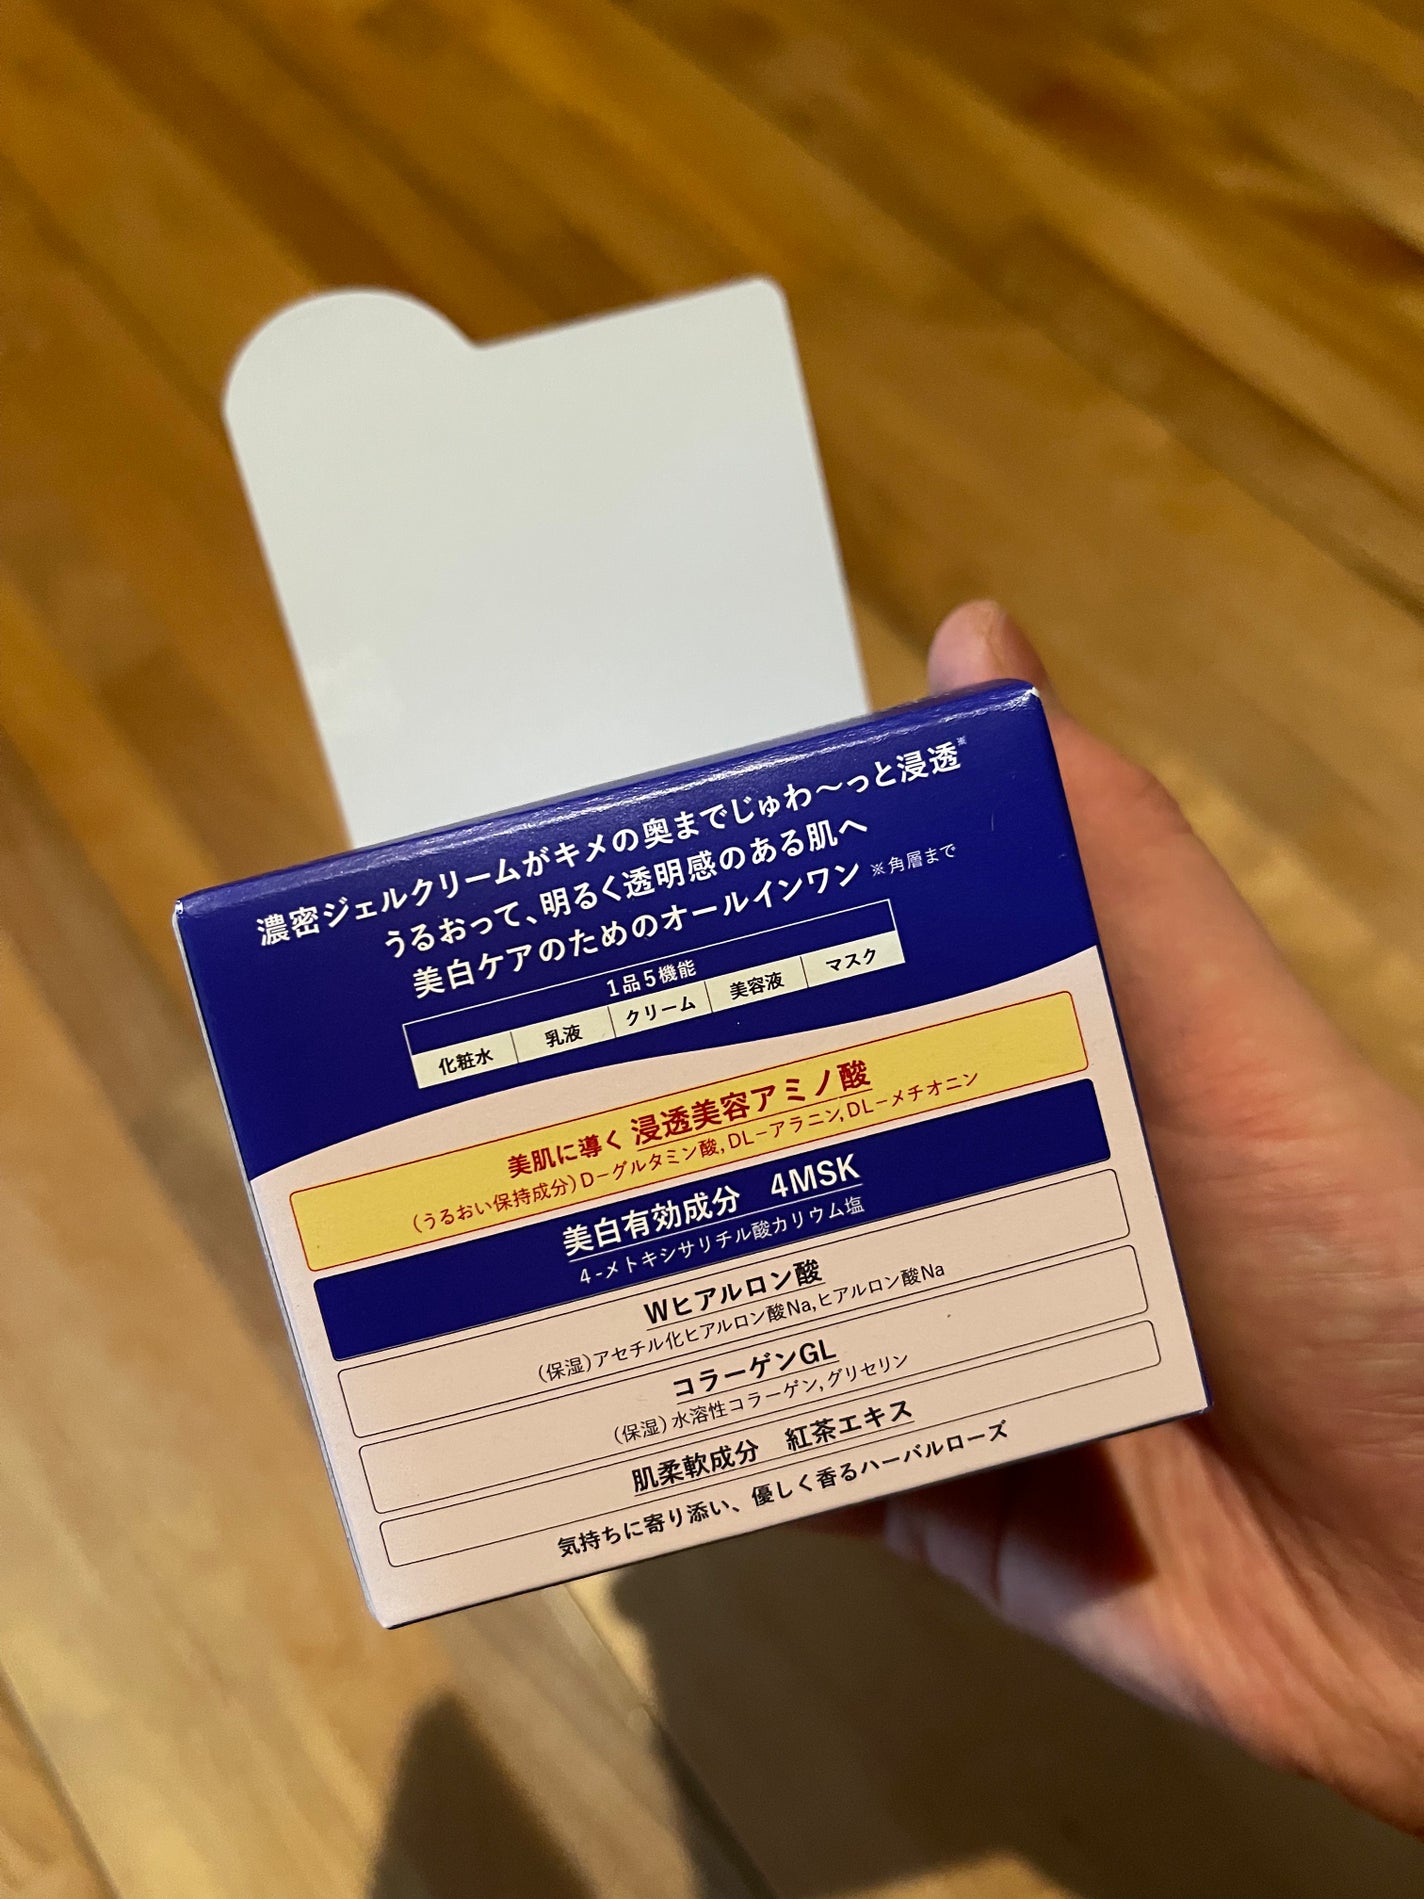 濃密ジェルクリームがキメの奥までじゅわ〜っと浸透※
うるおって、明るく透明感のある肌へ
美白ケアのためのオールインワン ※角層まで
1品5機能
化粧水 乳液 クリーム 美容液 マスク
美肌に導く 浸透美容アミノ酸
(うるおい保持成分)D-グルタミン酸,DL-アラニン,DL-メチオニン
美白有効成分 4MSK
4-メトキシサリチル酸カリウム塩
Wヒアルロン酸
(保湿)アセチル化ヒアルロン酸Na,ヒアルロン酸Na
コラーゲンGL
(保湿)水溶性コラーゲン,グリセリン
肌柔軟成分 紅茶エキス
気持ちに寄り添い、優しく香るハーバルローズ